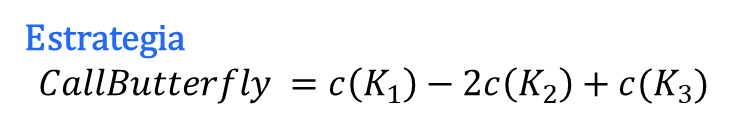 Estrategia
CallButterfly = c(K₁) − 2c(K₂) + c(K₃)